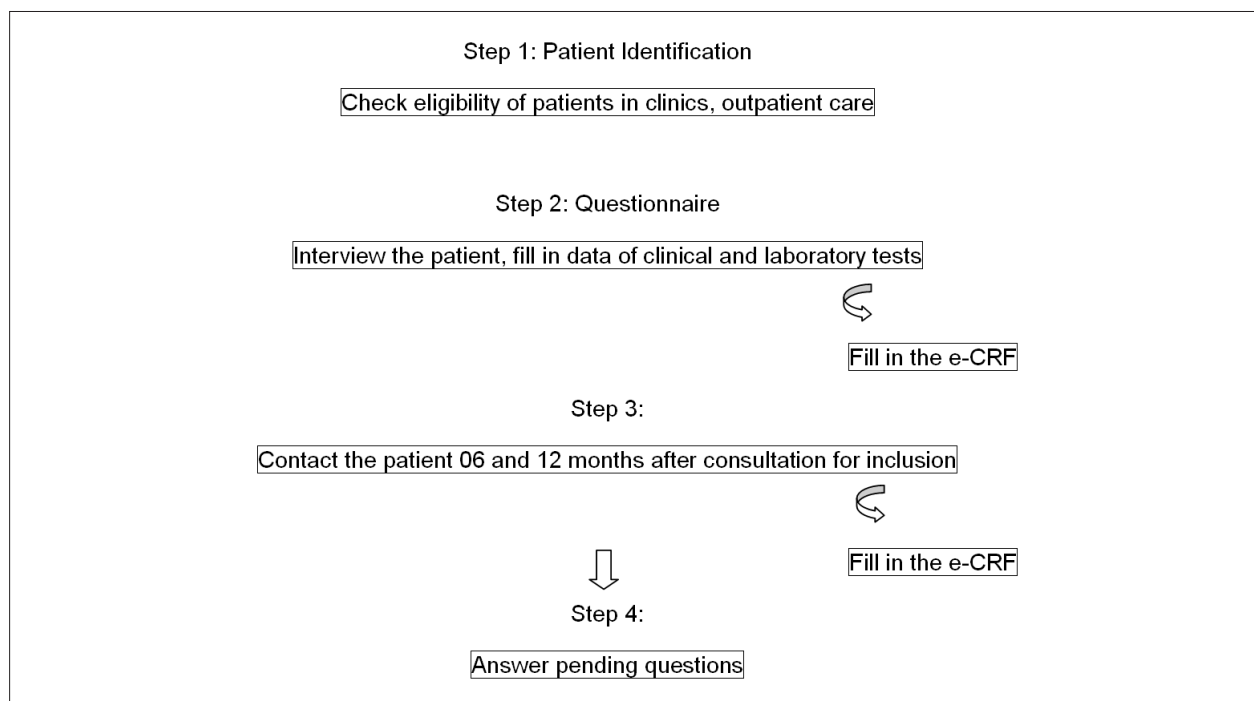 Step 1: Patient Identification
Check eligibility of patients in clinics, outpatient care
Step 2: Questionnaire
Interview the patient, fill in data of clinical and laboratory tests
Fill in the e-CRF
Step 3:
Contact the patient 06 and 12 months after consultation for inclusion
Fill in the e-CRF
Step 4:
Answer pending questions